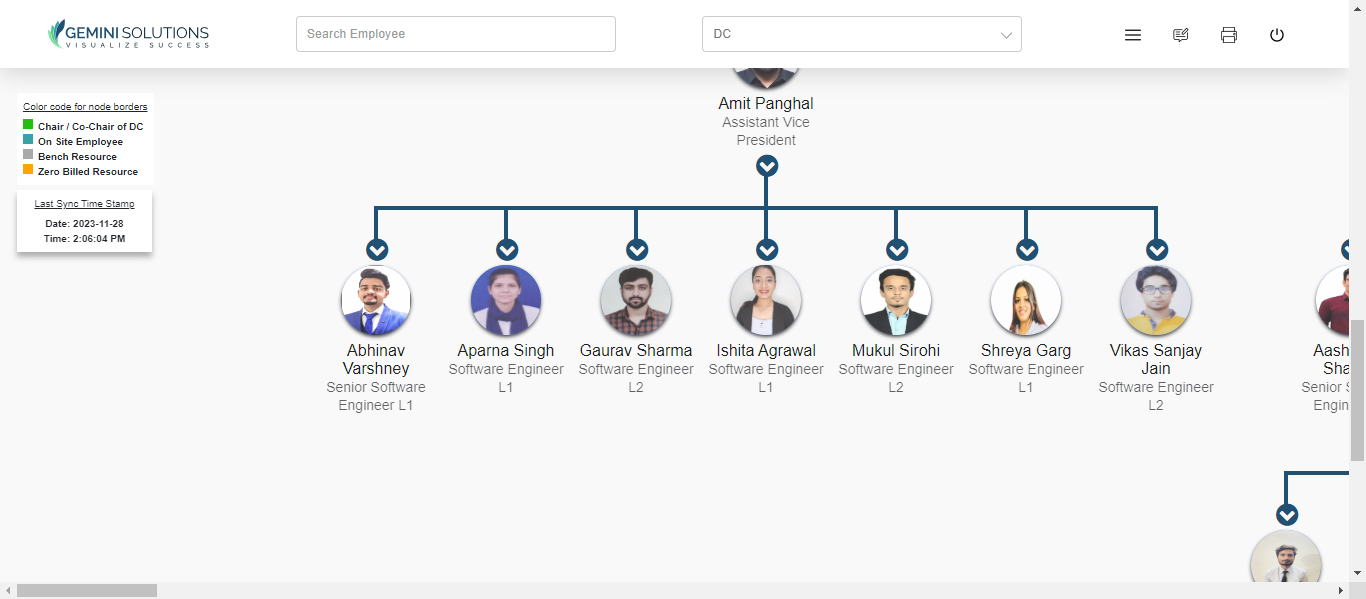 GEMINI SOLUTIONS
VISUALIZE SUCCESS
Search Employee
DC
Color code for node borders
Chair / Co-Chair of DC
On Site Employee
Bench Resource
Zero Billed Resource
Last Sync Time Stamp
Date: 2023-11-28
Time: 2:06:04 PM
Amit Panghal
Assistant Vice
President
Abhinav
Varshney
Senior Software
Engineer L1
Aparna Singh
Software Engineer
L1
Gaurav Sharma
Software Engineer
L2
Ishita Agrawal
Software Engineer
L1
Mukul Sirohi
Software Engineer
L2
Shreya Garg
Software Engineer
L1
Vikas Sanjay
Jain
Software Engineer
L2
Aash
Sha
Senior S
Engin